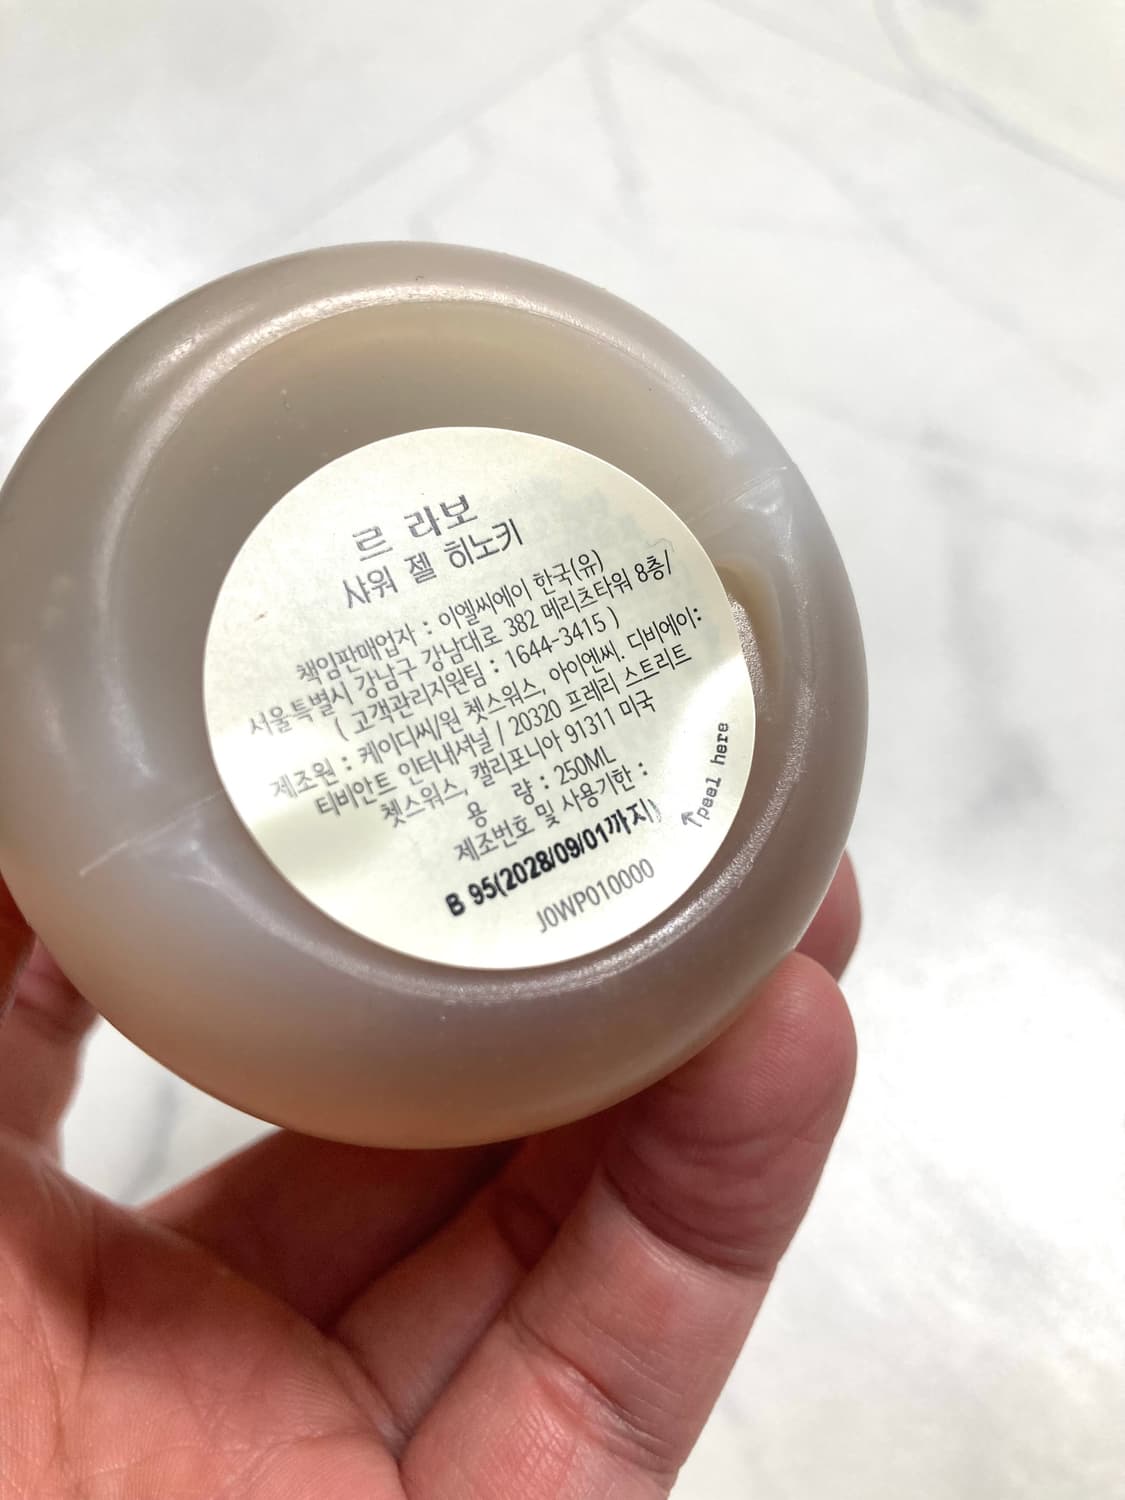 르 라보
샤워 젤 히노키
책임판매업자 : 이엘씨에이 한국(유)
서울특별시 강남구 강남대로 382 메리츠타워 8층/
( 고객관리지원팀 : 1644-3415 )
제조원 : 케이디씨/원 쳇스워스, 아이엔씨. 디비에이:
티비안트 인터내셔널 / 20320 프레리 스트리트
쳇스워스, 캘리포니아 91311 미국
용 량 : 250ML
제조번호 및 사용기한 :
B 95(2028/09/01까지)
J0WP010000
↖peel here